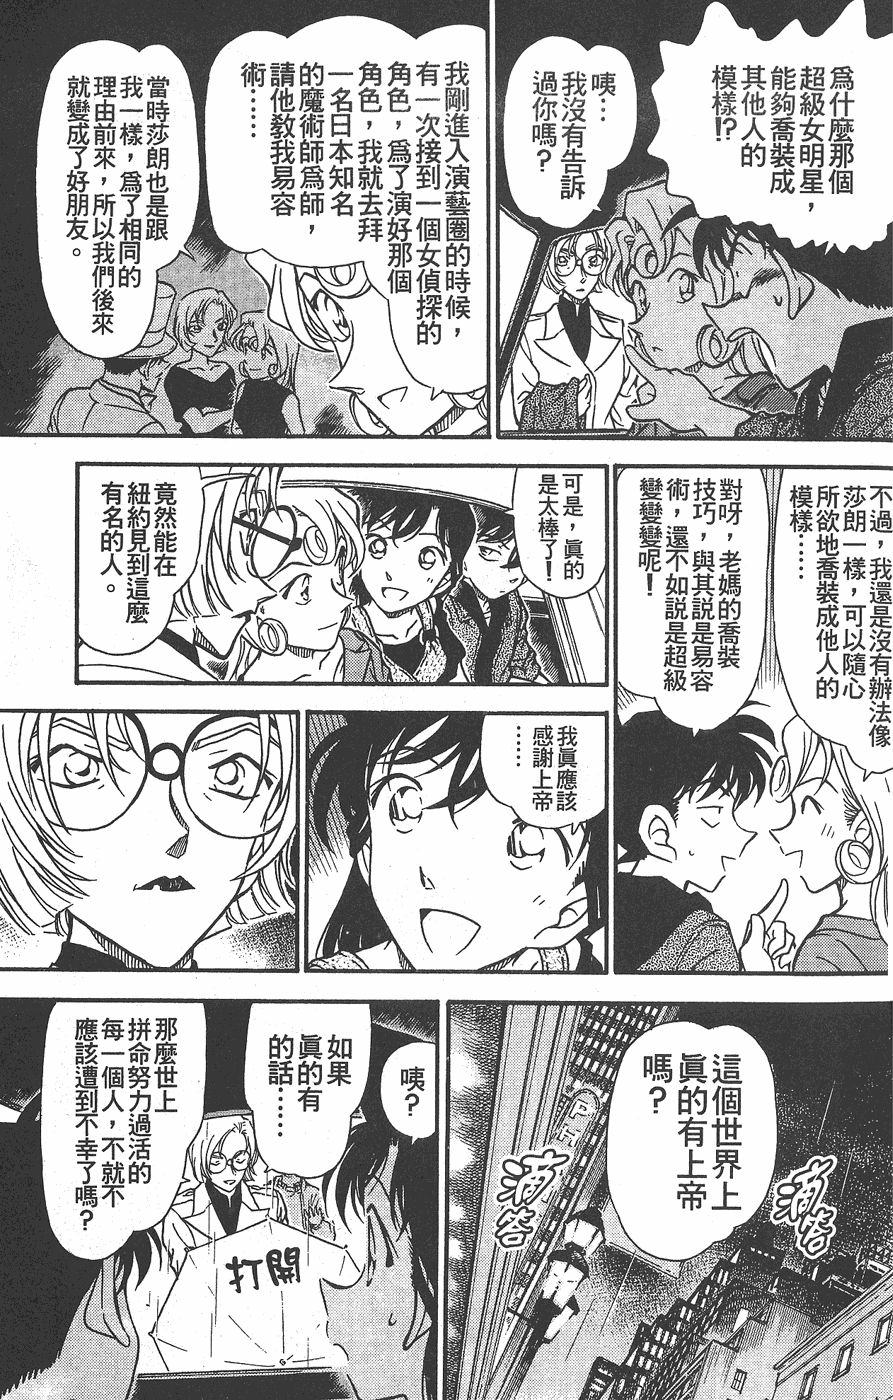 爲什麼那個
超級女明星，
能夠喬裝成
其他人的
模樣!?
咦…
我沒有告訴
過你嗎？
我剛進入演藝圈的時候，
有一次接到一個女偵探的
角色，爲了演好那個
角色，我就去拜
一名日本知名
的魔術師爲師，
請他教我易容
術……
當時莎朗也是跟
我一樣，爲了相同的
理由前來，所以我們後來
就變成了好朋友。
不過，我還是沒有辦法像
莎朗一樣，可以隨心
所欲地喬裝成他人的
模樣……
對呀，老媽的喬裝
技巧，與其說是易容
術，還不如說是超級
變變變呢！
可是，眞的
是太棒了！
竟然能在
紐約見到這麼
有名的人。
我眞應該
感謝上帝
……
這個世界上
眞的有上帝
嗎？
滴答
滴答
咦？
如果
眞的有
的話……
打開
那麼世上
拼命努力過活的
每一個人，不就不
應該遭到不幸了嗎？